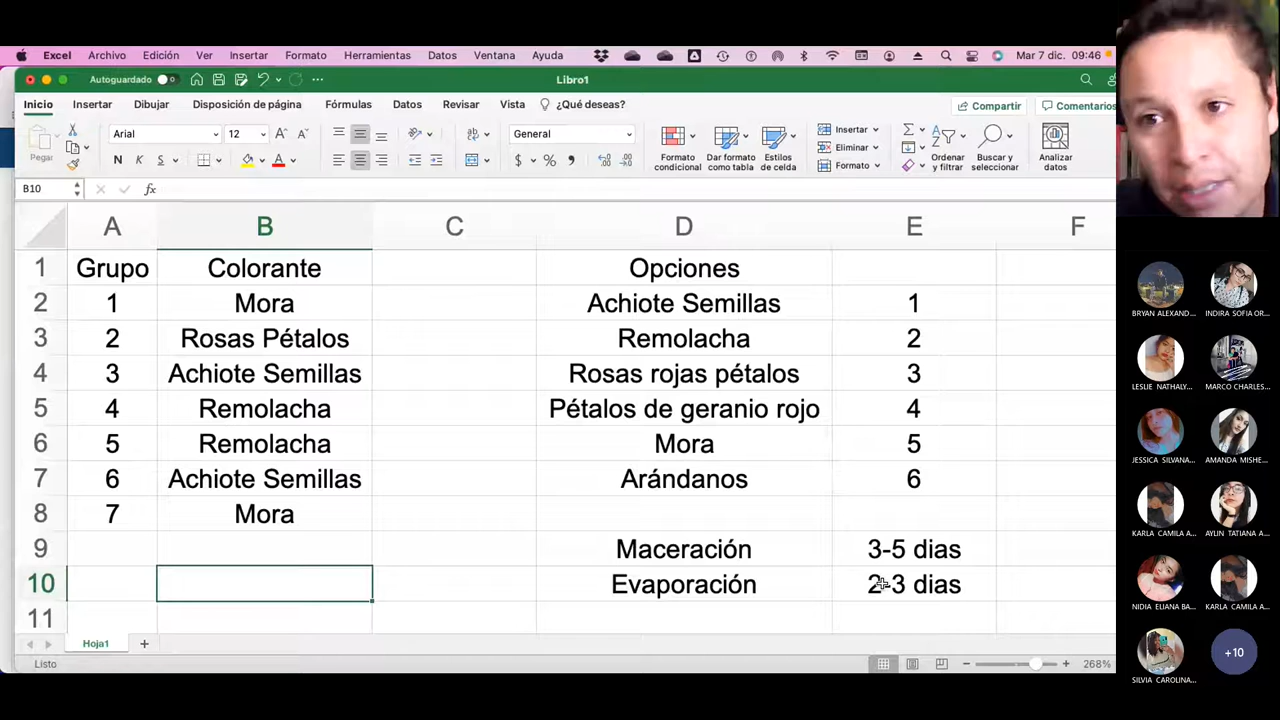 Excel Archivo Edición Ver Insertar Formato Herramientas Datos Ventana Ayuda Mar 7 dic. 09:46
Autoguardado Libro1
Inicio Insertar Dibujar Disposición de página Fórmulas Datos Revisar Vista ¿Qué deseas? Compartir Comentarios
Pegar Arial 12 General Formato condicional Dar formato como tabla Estilos de celda Insertar Eliminar Formato Ordenar y filtrar Buscar y seleccionar Analizar datos
N K S $ % 
B10 fx
A B C D E F
1 Grupo Colorante Opciones
2 1 Mora Achiote Semillas 1
3 2 Rosas Pétalos Remolacha 2
4 3 Achiote Semillas Rosas rojas pétalos 3
5 4 Remolacha Pétalos de geranio rojo 4
6 5 Remolacha Mora 5
7 6 Achiote Semillas Arándanos 6
8 7 Mora
9 Maceración 3-5 dias
10 Evaporación 2-3 dias
11
Hoja1
Listo 268%
BRYAN ALEXAND... INDIRA SOFIA OR...
LESLIE NATHALY... MARCO CHARLES...
JESSICA SILVANA... AMANDA MISHE...
KARLA CAMILA A... AYLIN TATIANA A...
NIDIA ELIANA BA... KARLA CAMILA A...
SILVIA CAROLINA... +10